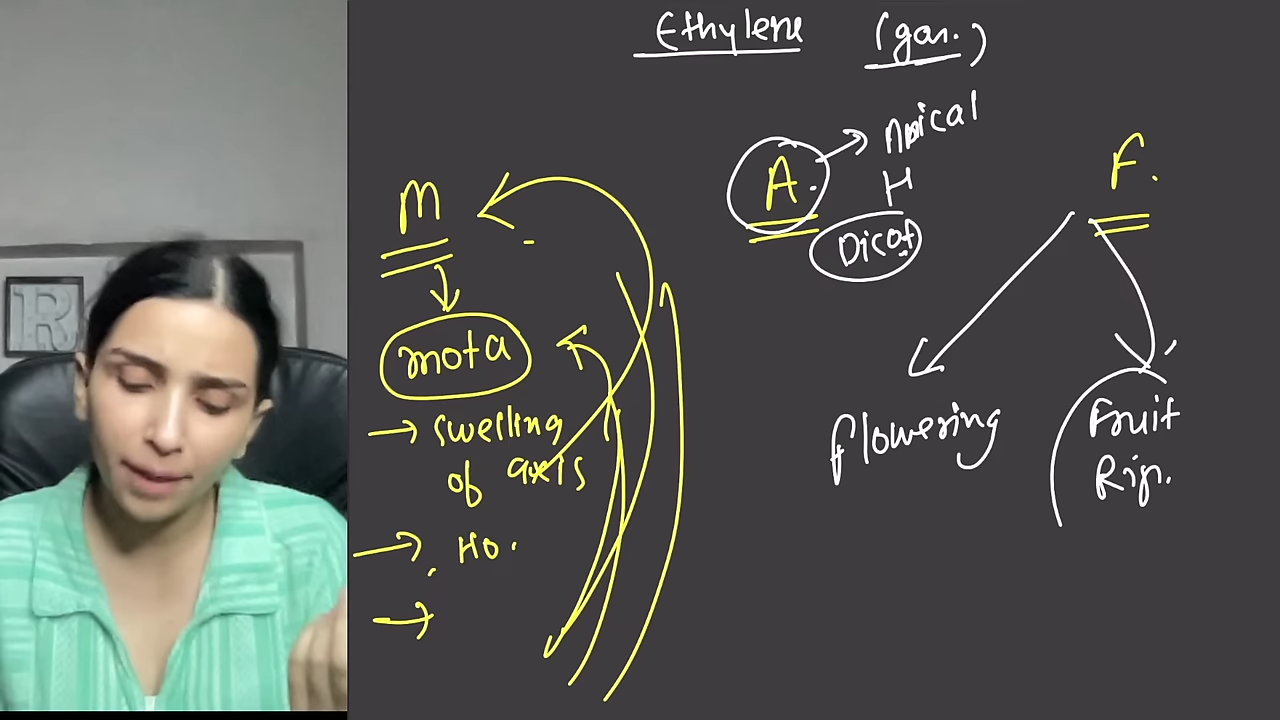 Ethylene (gas.)
M
mota
→ swelling
of axis
→ Ho.
→
A. → Apical
H
Dicot
F.
flowering
Fruit
Rip.
R